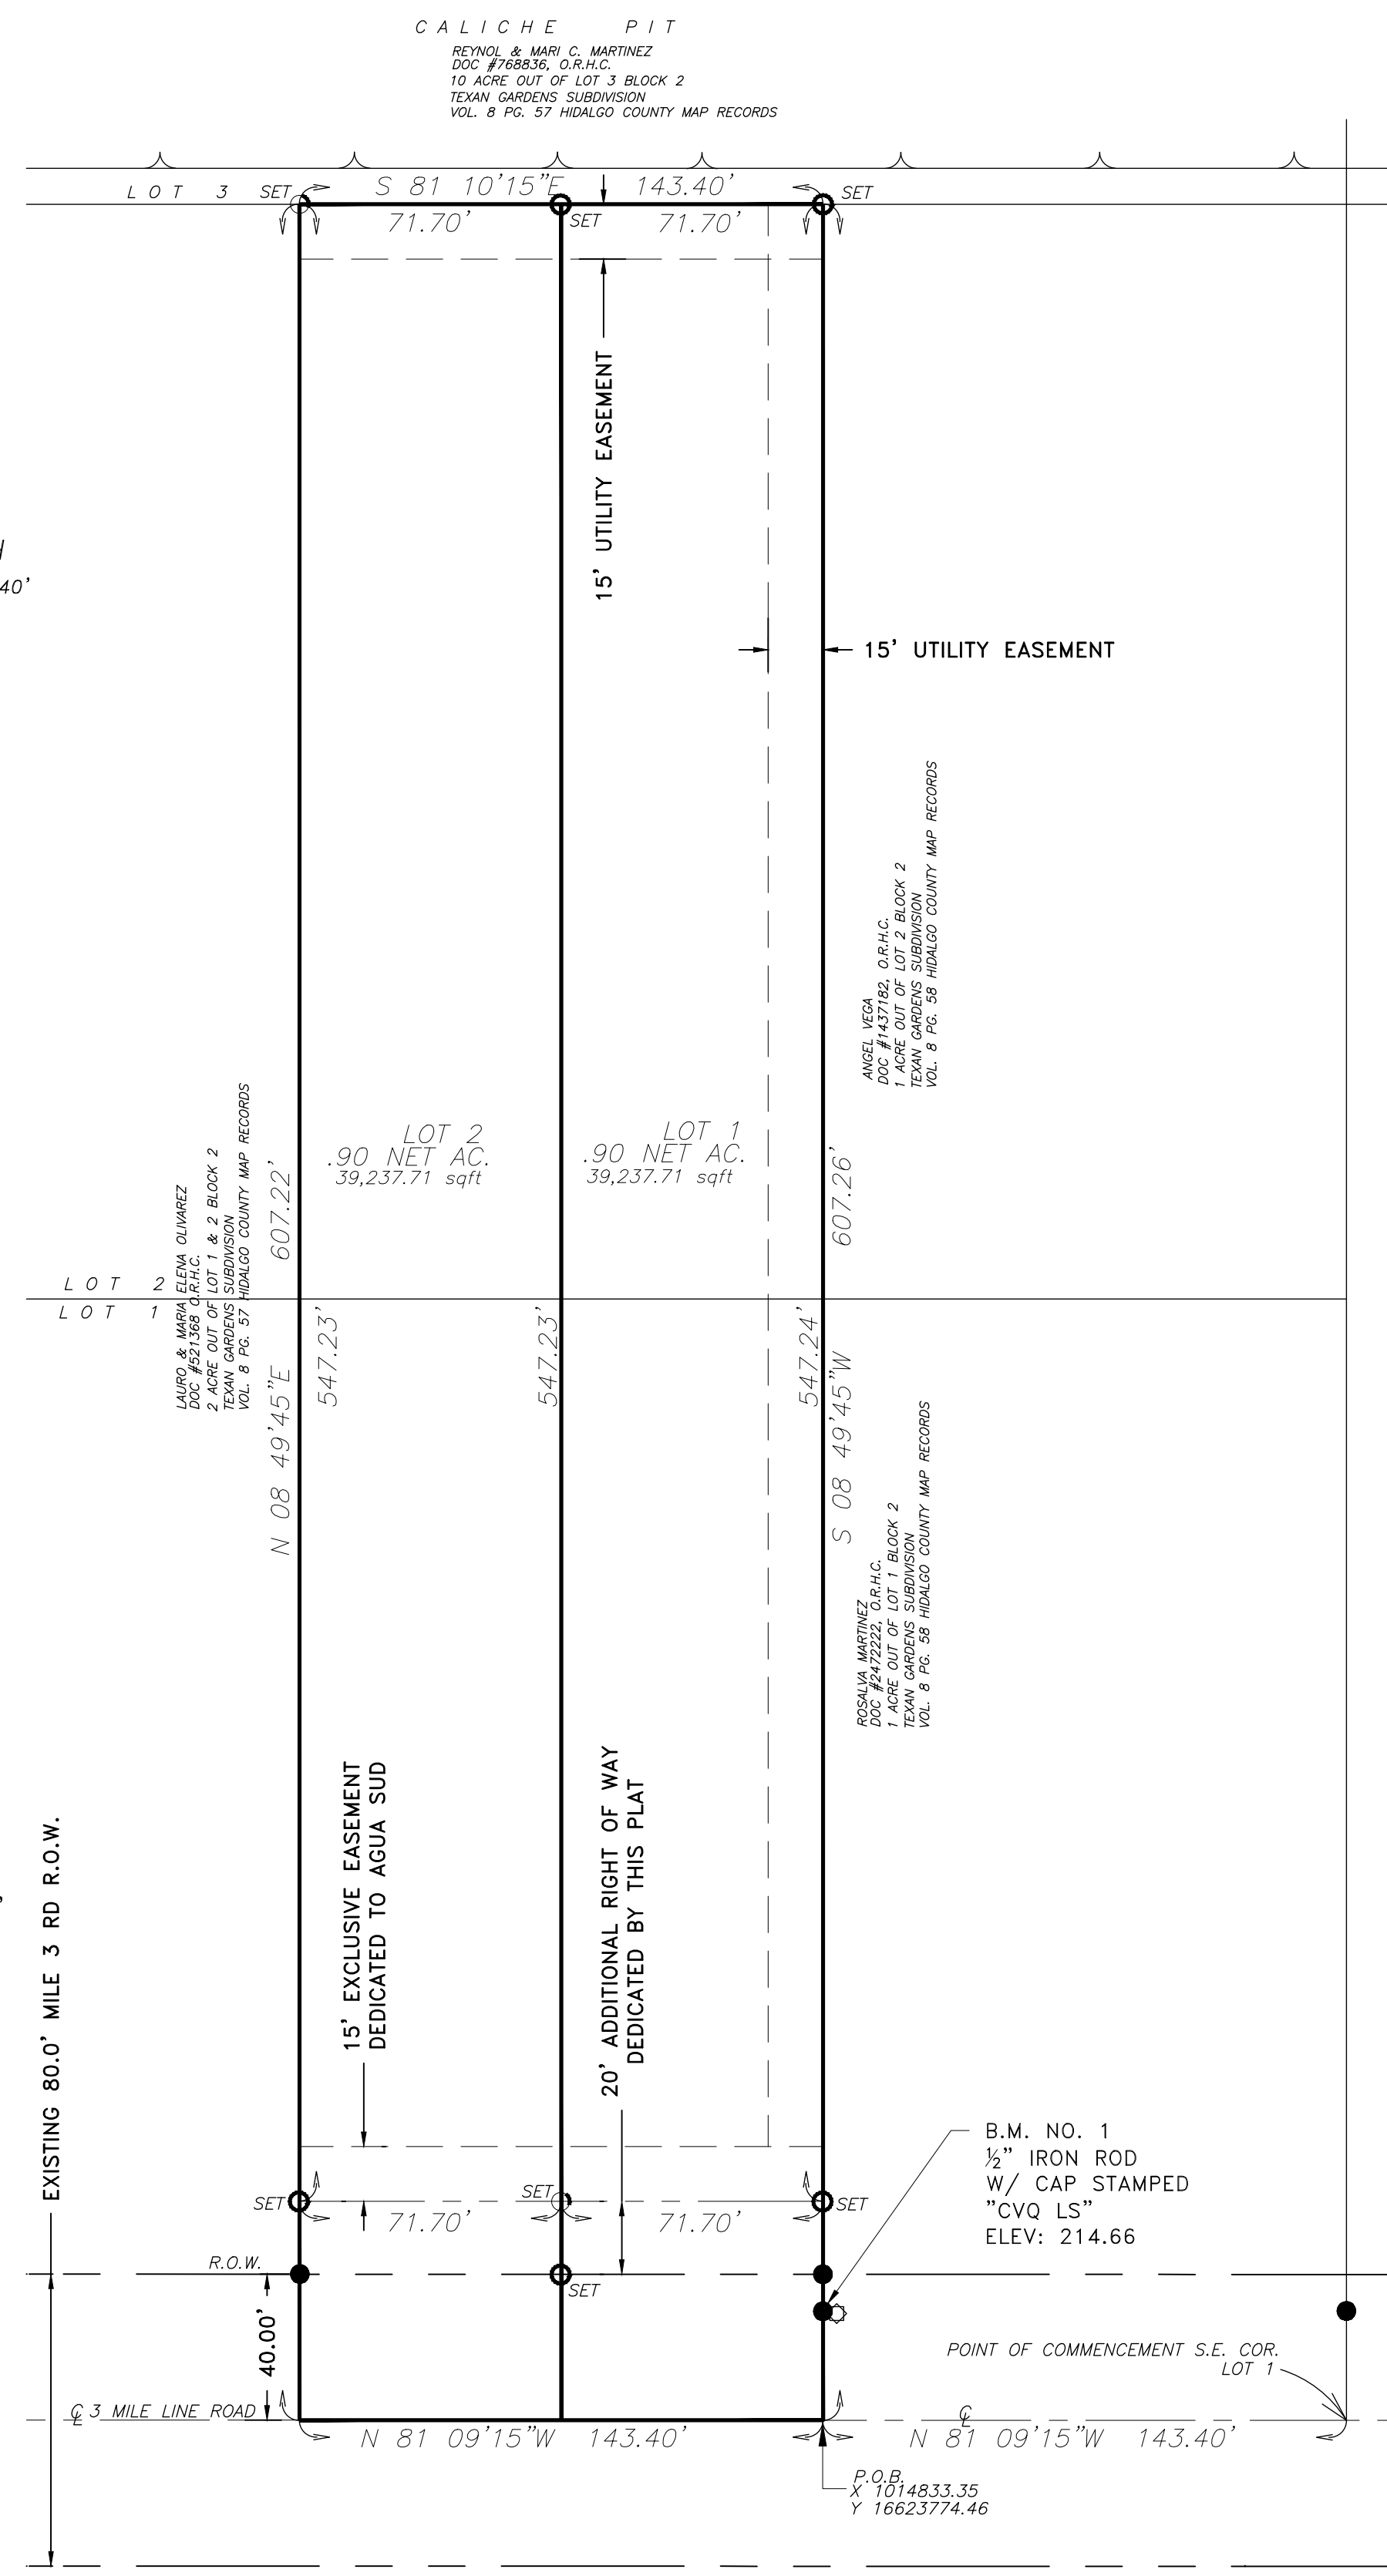 CALICHE PIT
REYNOL & MARI C. MARTINEZ
DOC #768836, O.R.H.C.
10 ACRE OUT OF LOT 3 BLOCK 2
TEXAN GARDENS SUBDIVISION
VOL. 8 PG. 57 HIDALGO COUNTY MAP RECORDS
LOT 3 SET
S 81 10'15"E 143.40'
SET
71.70'
SET
71.70'
15' UTILITY EASEMENT
40'
15' UTILITY EASEMENT
ANGEL VEGA
DOC #1437182, O.R.H.C.
1 ACRE OUT OF LOT 2 BLOCK 2
TEXAN GARDENS SUBDIVISION
VOL. 8 PG. 58 HIDALGO COUNTY MAP RECORDS
LOT 2
.90 NET AC.
39,237.71 sqft
LOT 1
.90 NET AC.
39,237.71 sqft
LAURO & MARIA ELENA OLIVAREZ
DOC #521368 O.R.H.C.
2 ACRE OUT OF LOT 1 & 2 BLOCK 2
TEXAN GARDENS SUBDIVISION
VOL. 8 PG. 57 HIDALGO COUNTY MAP RECORDS
N 08 49'45"E 607.22'
S 08 49'45"W 607.26'
LOT 2
LOT 1
547.23'
547.23'
547.24'
ROSALVA MARTINEZ
DOC #2472222, O.R.H.C.
1 ACRE OUT OF LOT 1 BLOCK 2
TEXAN GARDENS SUBDIVISION
VOL. 8 PG. 58 HIDALGO COUNTY MAP RECORDS
EXISTING 80.0' MILE 3 RD R.O.W.
15' EXCLUSIVE EASEMENT
DEDICATED TO AGUA SUD
20' ADDITIONAL RIGHT OF WAY
DEDICATED BY THIS PLAT
B.M. NO. 1
½" IRON ROD
W/ CAP STAMPED
"CVQ LS"
ELEV: 214.66
SET
SET
SET
71.70'
71.70'
R.O.W.
SET
40.00'
POINT OF COMMENCEMENT S.E. COR.
LOT 1
℄ 3 MILE LINE ROAD
℄
N 81 09'15"W 143.40'
N 81 09'15"W 143.40'
P.O.B.
X 1014833.35
Y 16623774.46